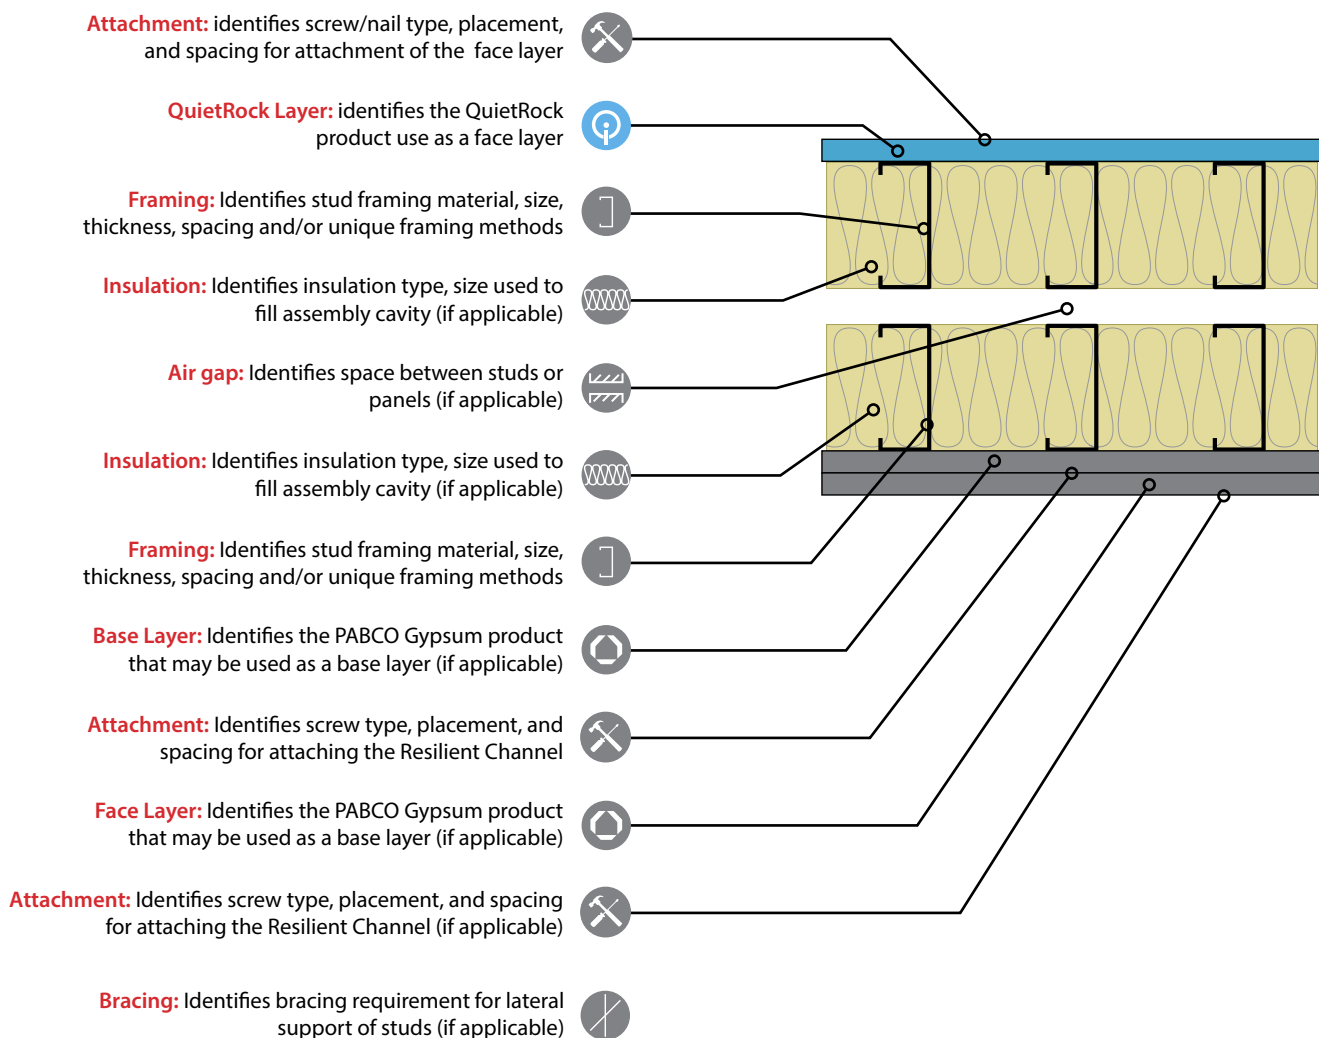 Attachment: identifies screw/nail type, placement,
and spacing for attachment of the face layer
QuietRock Layer: identifies the QuietRock
product use as a face layer
Framing: Identifies stud framing material, size,
thickness, spacing and/or unique framing methods
Insulation: Identifies insulation type, size used to
fill assembly cavity (if applicable)
Air gap: Identifies space between studs or
panels (if applicable)
Insulation: Identifies insulation type, size used to
fill assembly cavity (if applicable)
Framing: Identifies stud framing material, size,
thickness, spacing and/or unique framing methods
Base Layer: Identifies the PABCO Gypsum product
that may be used as a base layer (if applicable)
Attachment: Identifies screw type, placement, and
spacing for attaching the Resilient Channel
Face Layer: Identifies the PABCO Gypsum product
that may be used as a base layer (if applicable)
Attachment: Identifies screw type, placement, and spacing
for attaching the Resilient Channel (if applicable)
Bracing: Identifies bracing requirement for lateral
support of studs (if applicable)